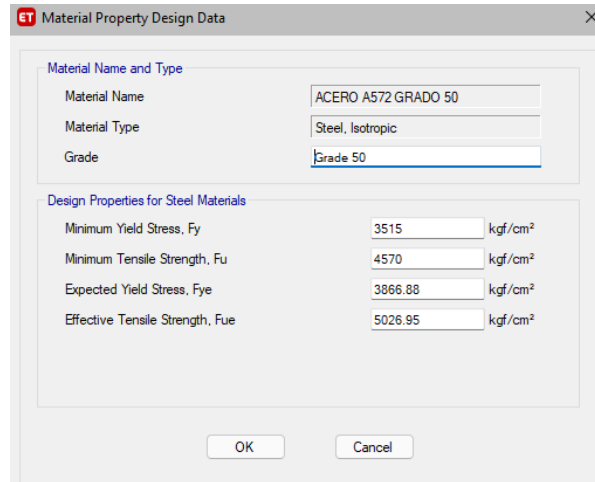 ET Material Property Design Data
Material Name and Type
Material Name ACERO A572 GRADO 50
Material Type Steel, Isotropic
Grade Grade 50
Design Properties for Steel Materials
Minimum Yield Stress, Fy 3515 kgf/cm²
Minimum Tensile Strength, Fu 4570 kgf/cm²
Expected Yield Stress, Fye 3866.88 kgf/cm²
Effective Tensile Strength, Fue 5026.95 kgf/cm²
OK Cancel